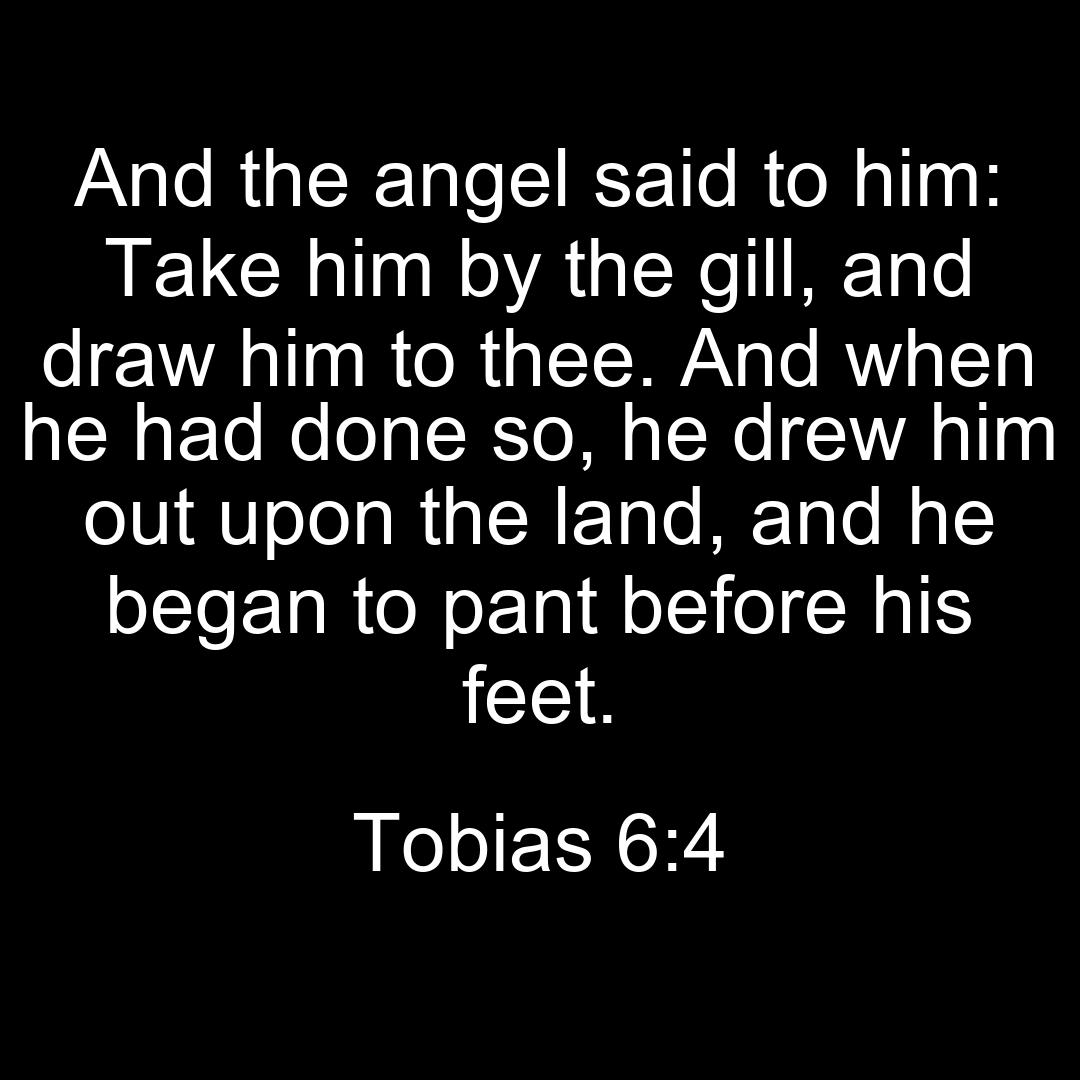 And the angel said to him:
Take him by the gill, and
draw him to thee. And when
he had done so, he drew him
out upon the land, and he
began to pant before his
feet.
Tobias 6:4